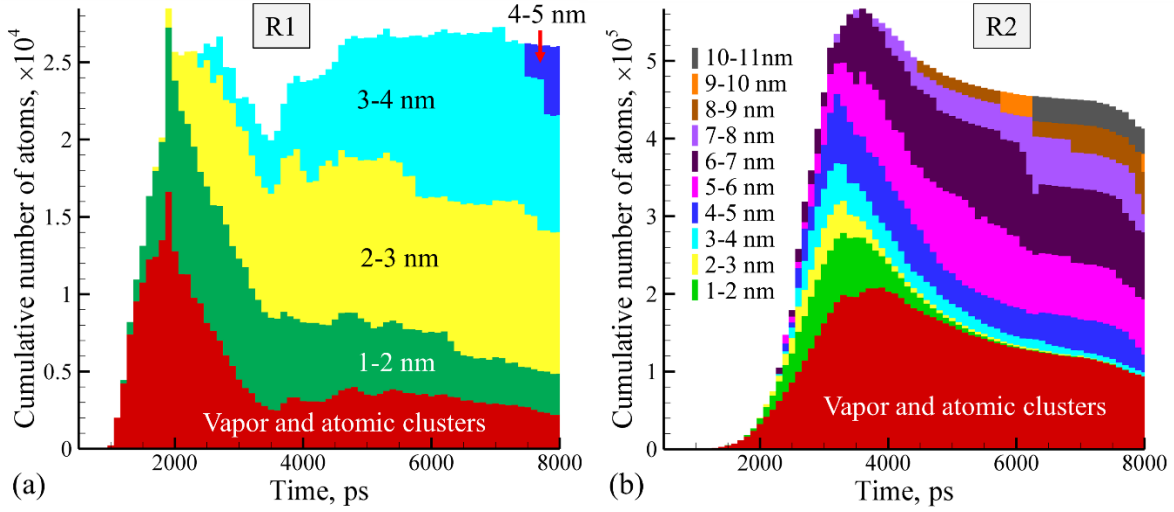 R1
4-5 nm
Cumulative number of atoms, ×10⁴
2.5
2
1.5
1
0.5
0
3-4 nm
2-3 nm
1-2 nm
Vapor and atomic clusters
2000 4000 6000 8000
(a) Time, ps
R2
Cumulative number of atoms, ×10⁵
5
4
3
2
1
0
10-11nm
9-10 nm
8-9 nm
7-8 nm
6-7 nm
5-6 nm
4-5 nm
3-4 nm
2-3 nm
1-2 nm
Vapor and atomic clusters
2000 4000 6000 8000
(b) Time, ps